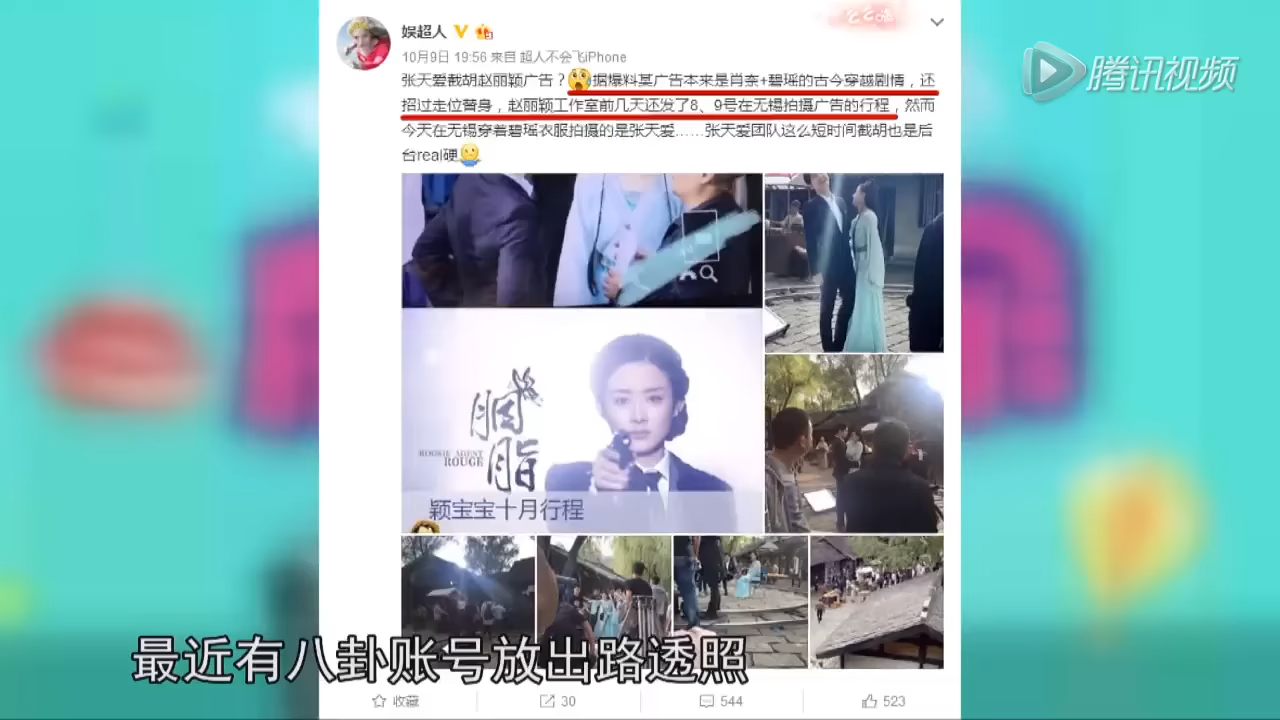 娱超人
10月9日 19:56 来自 超人不会飞iPhone
张天爱截胡赵丽颖广告？据爆料某广告本来是肖奈+碧瑶的古今穿越剧情，还
招过走位替身，赵丽颖工作室前几天还发了8、9号在无锡拍摄广告的行程，然而
今天在无锡穿着碧瑶衣服拍摄的是张天爱……张天爱团队这么短时间截胡也是后
台real硬
腾讯视频
胭脂
ROOKIE AGENT
ROUGE
颖宝宝十月行程
最近有八卦账号放出路透照
收藏
30
544
523